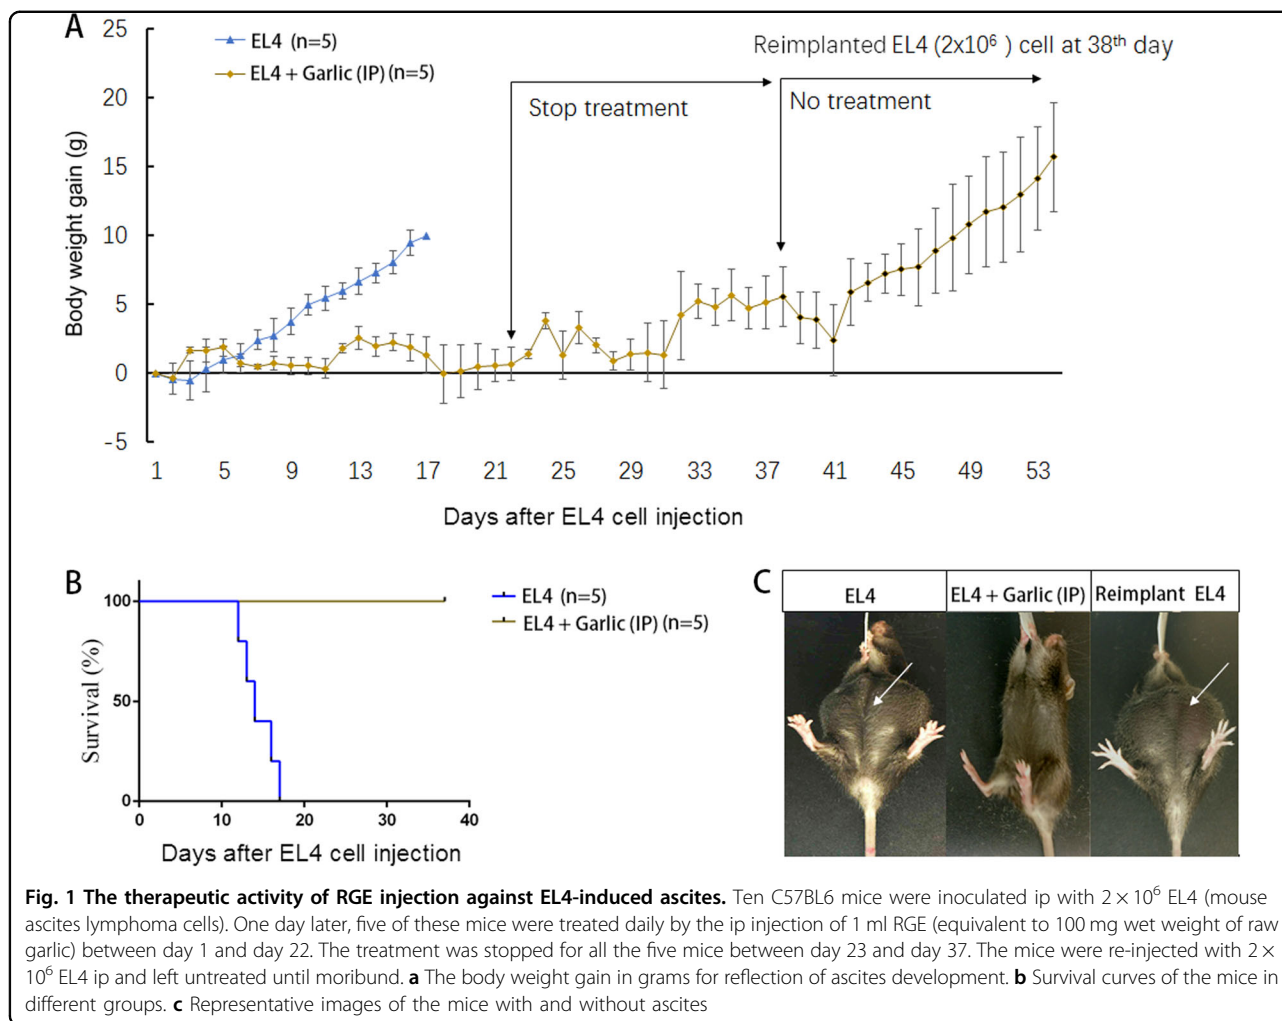 A
25
20
15
10
5
0
-5
Body weight gain (g)
EL4 (n=5)
EL4 + Garlic (IP) (n=5)
Reimplanted EL4 (2x10⁶ ) cell at 38ᵗʰ day
Stop treatment
No treatment
1 5 9 13 17 21 25 29 33 37 41 45 49 53
Days after EL4 cell injection
B
100
50
0
Survival (%)
EL4 (n=5)
EL4 + Garlic (IP) (n=5)
0 10 20 30 40
Days after EL4 cell injection
C
EL4 EL4 + Garlic (IP) Reimplant EL4
Fig. 1 The therapeutic activity of RGE injection against EL4-induced ascites. Ten C57BL6 mice were inoculated ip with 2 × 10⁶ EL4 (mouse
ascites lymphoma cells). One day later, five of these mice were treated daily by the ip injection of 1 ml RGE (equivalent to 100 mg wet weight of raw
garlic) between day 1 and day 22. The treatment was stopped for all the five mice between day 23 and day 37. The mice were re-injected with 2 ×
10⁶ EL4 ip and left untreated until moribund. a The body weight gain in grams for reflection of ascites development. b Survival curves of the mice in
different groups. c Representative images of the mice with and without ascites